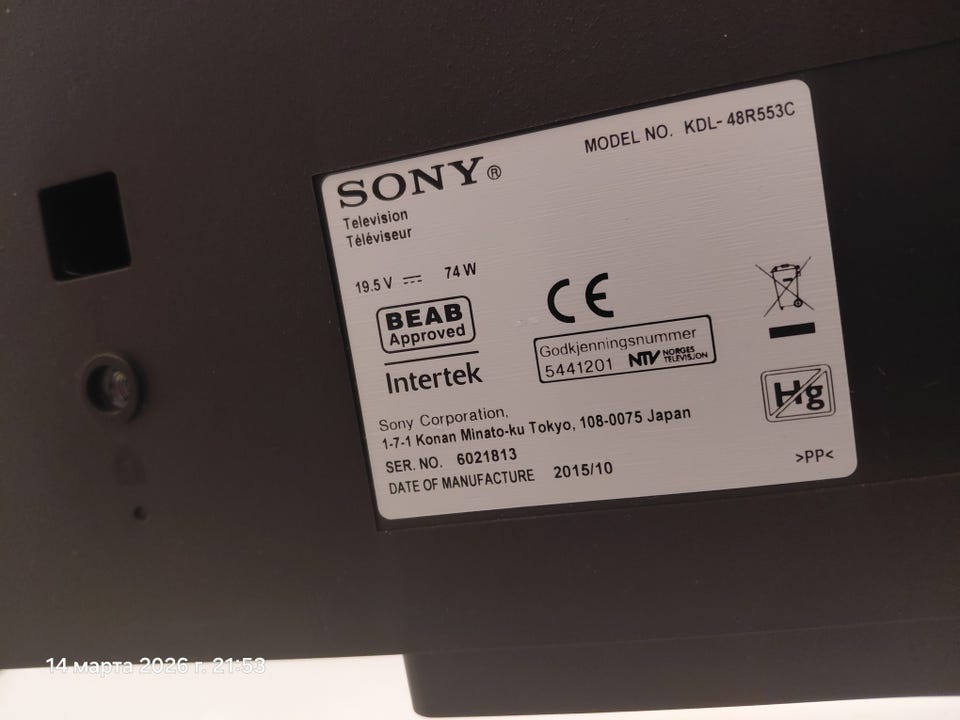 SONY®
MODEL NO. KDL-48R553C
Television
Téléviseur
19.5 V 74 W
BEAB
Approved
Intertek
CE
Godkjenningsnummer
5441201 NTV NORGES TELEVISJON
Hg
Sony Corporation,
1-7-1 Konan Minato-ku Tokyo, 108-0075 Japan
SER. NO. 6021813
DATE OF MANUFACTURE 2015/10
>PP<
14 марта 2026 г. 21:53